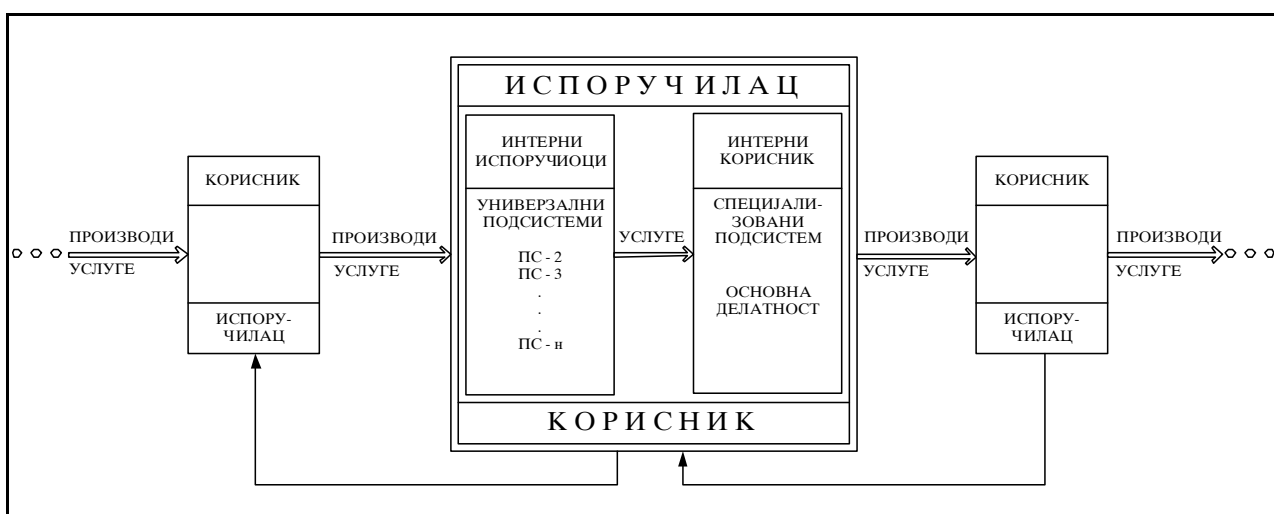 ИСПОРУЧИЛАЦ
ПРОИЗВОДИ
УСЛУГЕ
КОРИСНИК
ИСПОРУ-
ЧИЛАЦ
ПРОИЗВОДИ
УСЛУГЕ
ИНТЕРНИ
ИСПОРУЧИОЦИ
УНИВЕРЗАЛНИ
ПОДСИСТЕМИ
ПС - 2
ПС - 3
.
.
.
ПС - н
УСЛУГЕ
ИНТЕРНИ
КОРИСНИК
СПЕЦИЈАЛИ-
ЗОВАНИ
ПОДСИСТЕМ
ОСНОВНА
ДЕЛАТНОСТ
КОРИСНИК
ПРОИЗВОДИ
УСЛУГЕ
КОРИСНИК
ИСПОРУ-
ЧИЛАЦ
ПРОИЗВОДИ
УСЛУГЕ